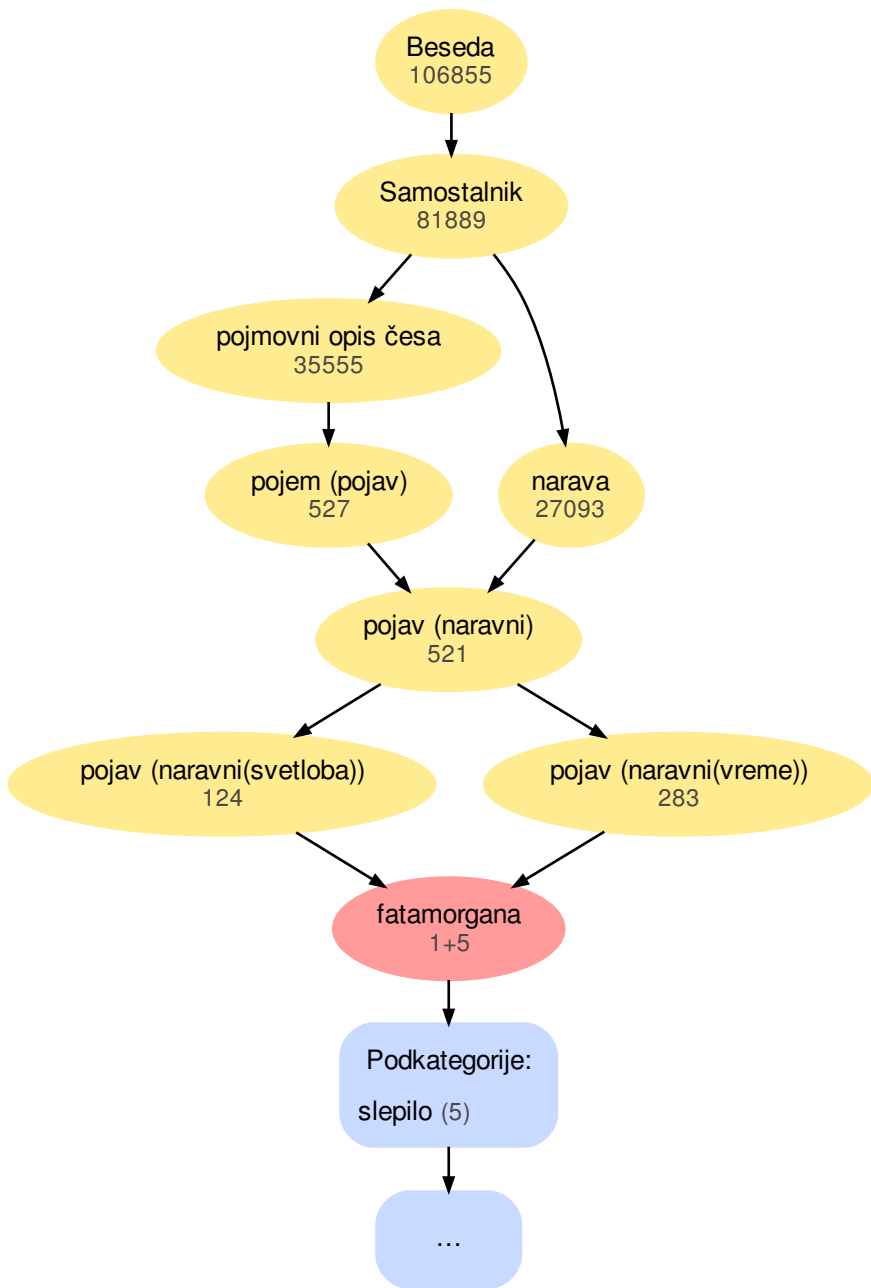 Beseda
106855
Samostalnik
81889
pojmovni opis česa
35555
pojem (pojav)
527
narava
27093
pojav (naravni)
521
pojav (naravni(svetloba))
124
pojav (naravni(vreme))
283
fatamorgana
1+5
Podkategorije:
slepilo (5)
...